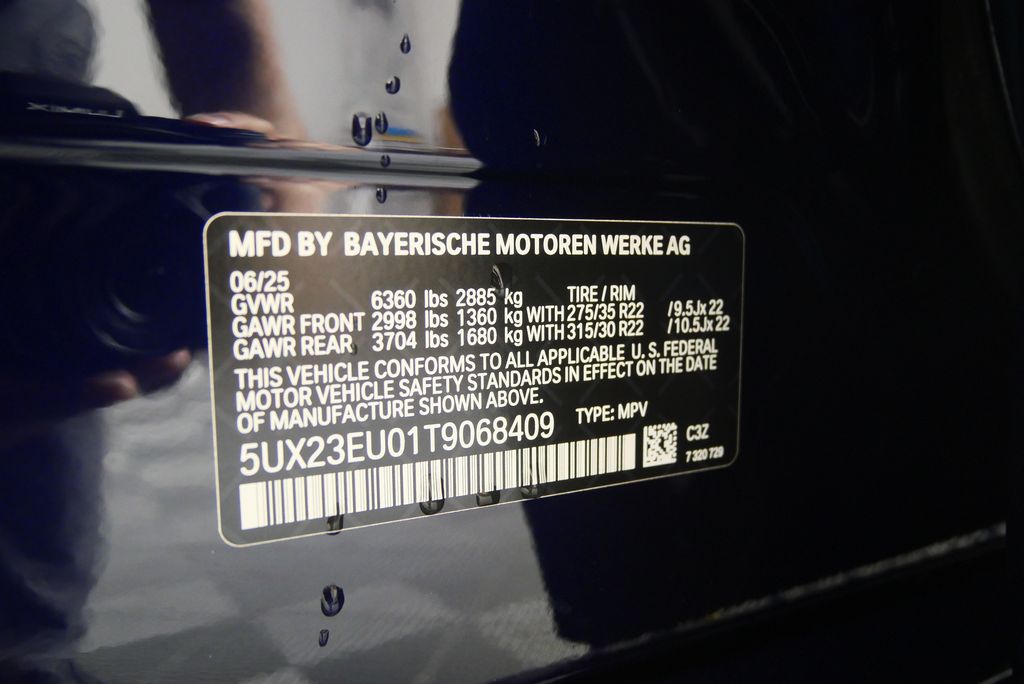 MFD BY BAYERISCHE MOTOREN WERKE AG
06/25
GVWR 6360 lbs 2885 kg TIRE / RIM
GAWR FRONT 2998 lbs 1360 kg WITH 275/35 R22 /9.5Jx 22
GAWR REAR 3704 lbs 1680 kg WITH 315/30 R22 /10.5Jx 22
THIS VEHICLE CONFORMS TO ALL APPLICABLE U.S. FEDERAL
MOTOR VEHICLE SAFETY STANDARDS IN EFFECT ON THE DATE
OF MANUFACTURE SHOWN ABOVE.
5UX23EU01T9068409 TYPE: MPV
C3Z
7 320 729